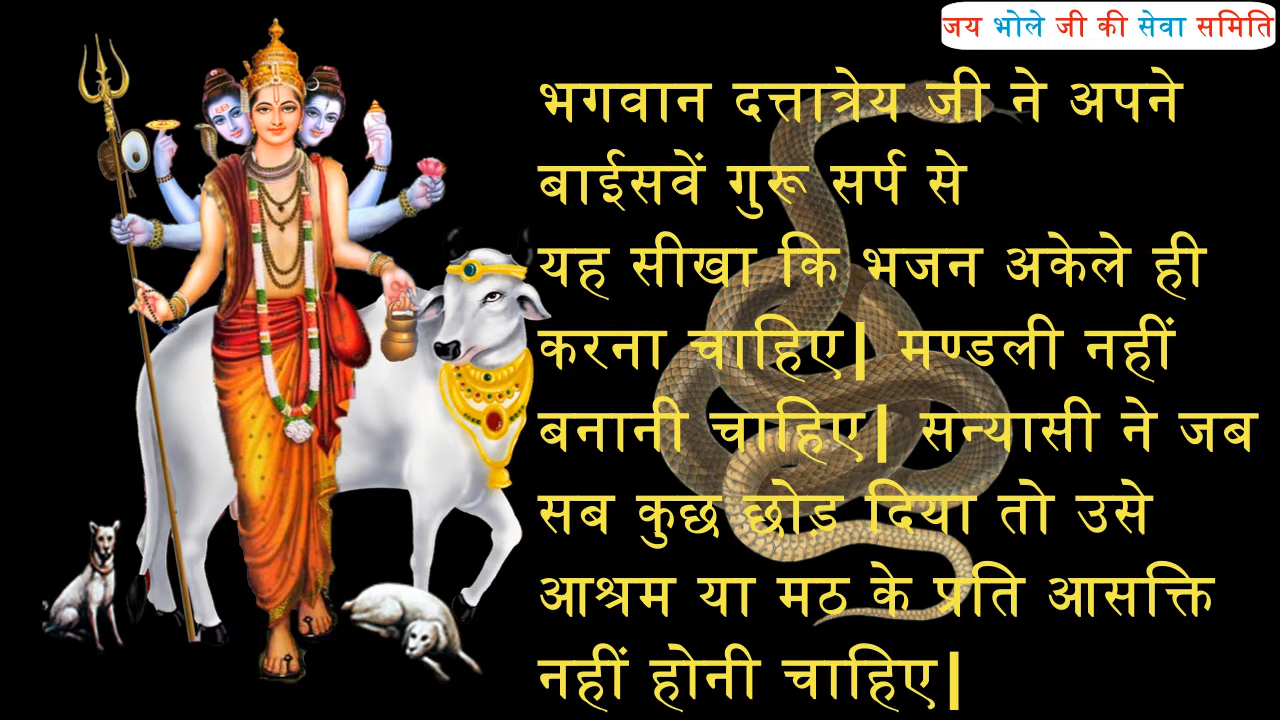 जय भोले जी की सेवा समिति
भगवान दत्तात्रेय जी ने अपने
बाईसवें गुरू सर्प से
यह सीखा कि भजन अकेले ही
करना चाहिए| मण्डली नहीं
बनानी चाहिए| सन्यासी ने जब
सब कुछ छोड़ दिया तो उसे
आश्रम या मठ के प्रति आसक्ति
नहीं होनी चाहिए|